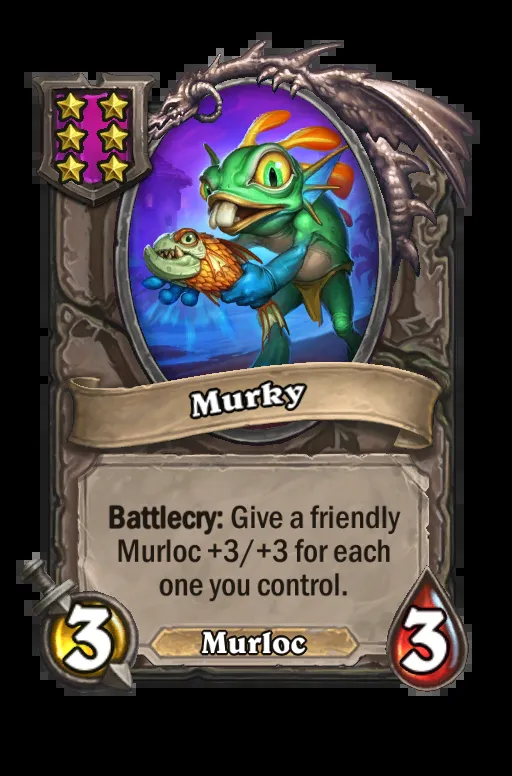 Murky
Battlecry: Give a friendly
Murloc +3/+3 for each
one you control.
3
Murloc
3